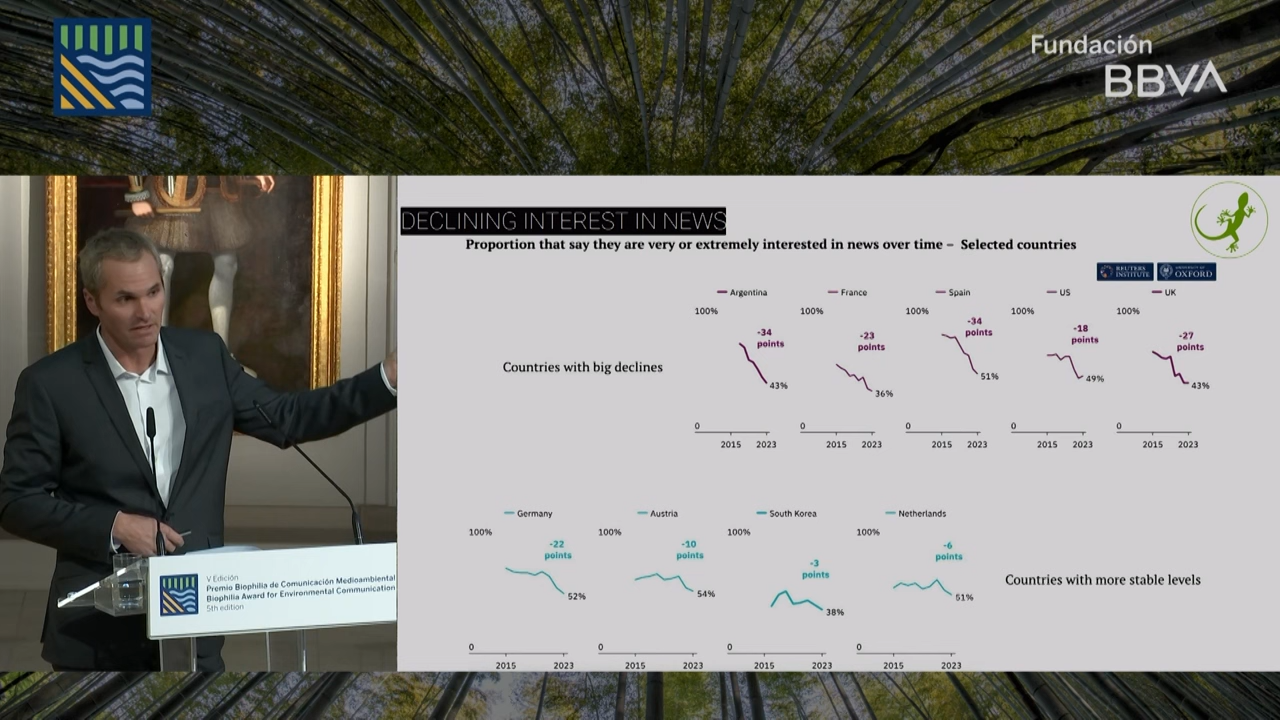 Fundación
BBVA
DECLINING INTEREST IN NEWS
Proportion that say they are very or extremely interested in news over time – Selected countries
REUTERS INSTITUTE
UNIVERSITY OF OXFORD
Argentina
France
Spain
US
UK
100%
100%
100%
100%
100%
-34 points
-23 points
-34 points
-18 points
-27 points
Countries with big declines
43%
36%
51%
49%
43%
0
0
0
0
0
2015 2023
2015 2023
2015 2023
2015 2023
2015 2023
Germany
Austria
South Korea
Netherlands
100%
100%
100%
100%
-22 points
-10 points
-3 points
-6 points
Countries with more stable levels
52%
54%
38%
51%
0
0
0
0
2015 2023
2015 2023
2015 2023
2015 2023
V Edición
Premio Biophilia de Comunicación Medioambiental
Biophilia Award for Environmental Communication
5th edition